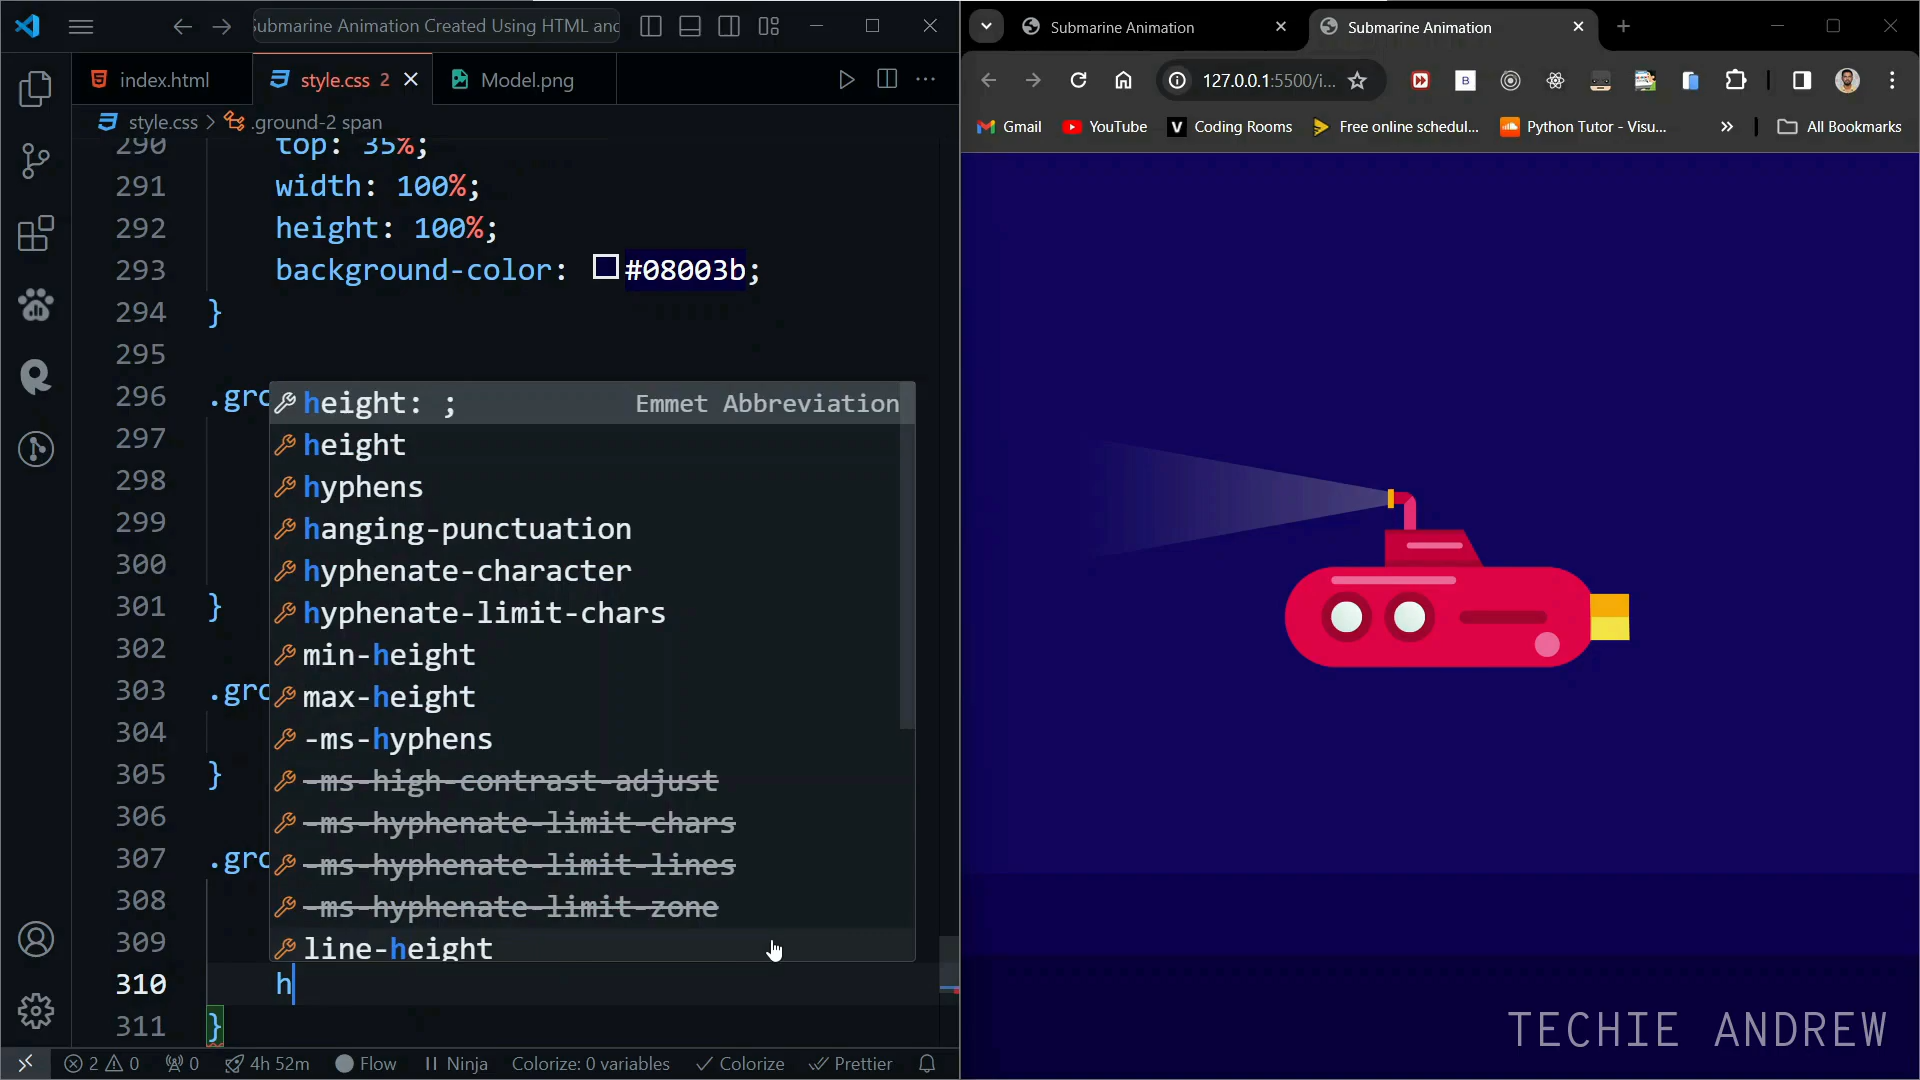 Submarine Animation Created Using HTML and
index.html
style.css 2
Model.png
style.css > .ground-2 span
290 top: 35%;
291 width: 100%;
292 height: 100%;
293 background-color: #08003b;
294 }
295
296 .gro
297
298
299
300
301 }
302
303 .gro
304
305 }
306
307 .gro
308
309
310 h
311 }
height: ; Emmet Abbreviation
height
hyphens
hanging-punctuation
hyphenate-character
hyphenate-limit-chars
min-height
max-height
-ms-hyphens
-ms-high-contrast-adjust
-ms-hyphenate-limit-chars
-ms-hyphenate-limit-lines
-ms-hyphenate-limit-zone
line-height
2 0 0 4h 52m Flow Ninja Colorize: 0 variables Colorize Prettier
Submarine Animation
Submarine Animation
127.0.0.1:5500/i...
Gmail YouTube Coding Rooms Free online schedul... Python Tutor - Visu... » All Bookmarks
TECHIE ANDREW